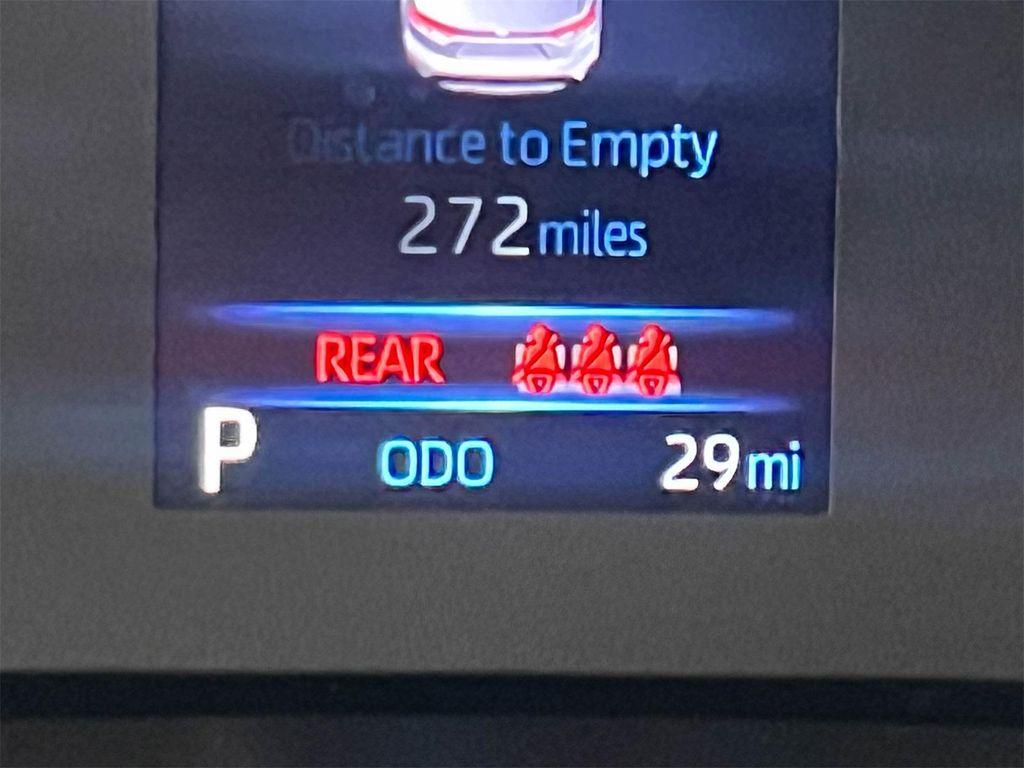 Distance to Empty
272 miles
REAR
P ODO 29 mi